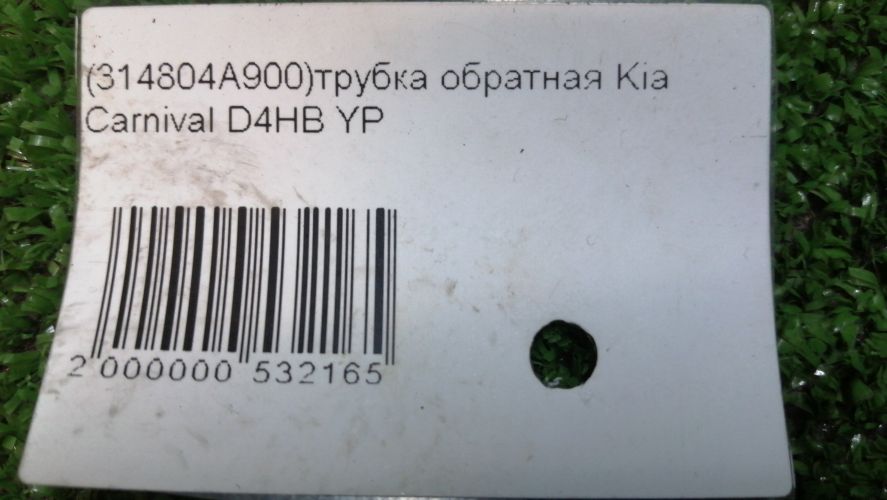 (314804A900)трубка обратная Kia
Carnival D4HB YP
2 000000 532165